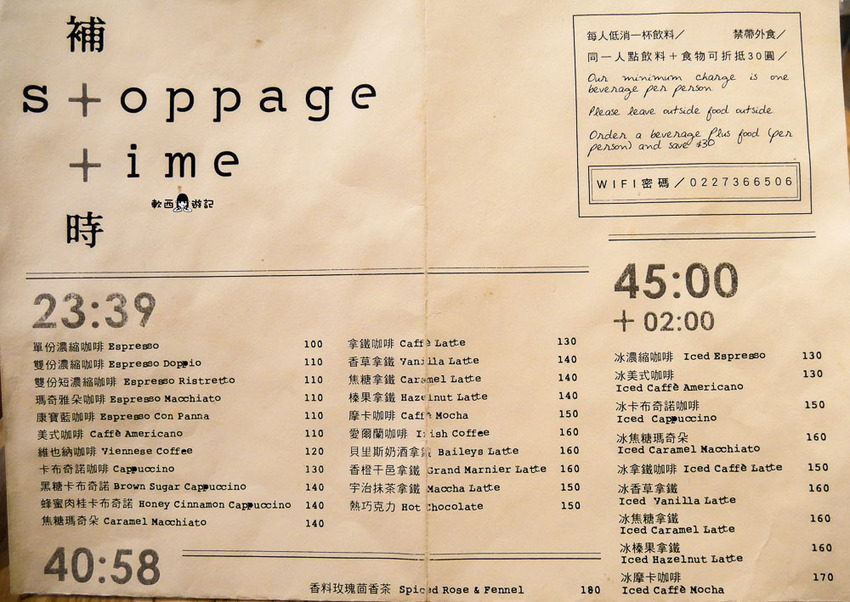 補
s+oppage
+ime
時
軟西遊記
每人低消一杯飲料／ 禁帶外食／
同一人點飲料＋食物可折抵30圓／
Our minimum charge is one
beverage per person
Please leave outside food outside
Order a beverage plus food (per
person) and save $30
WIFI密碼／0227366506
23:39
單份濃縮咖啡 Espresso 100
雙份濃縮咖啡 Espresso Doppio 110
雙份短濃縮咖啡 Espresso Ristretto 110
瑪奇雅朵咖啡 Espresso Macchiato 110
康寶藍咖啡 Espresso Con Panna 110
美式咖啡 Caffè Americano 110
維也納咖啡 Viennese Coffee 120
卡布奇諾咖啡 Cappuccino 130
黑糖卡布奇諾 Brown Sugar Cappuccino 140
蜂蜜肉桂卡布奇諾 Honey Cinnamon Cappuccino 140
焦糖瑪奇朵 Caramel Macchiato 140
拿鐵咖啡 Caffè Latte 130
香草拿鐵 Vanilla Latte 140
焦糖拿鐵 Caramel Latte 140
榛果拿鐵 Hazelnut Latte 140
摩卡咖啡 Caffè Mocha 150
愛爾蘭咖啡 Irish Coffee 160
貝里斯奶酒拿鐵 Baileys Latte 160
香橙干邑拿鐵 Grand Marnier Latte 160
宇治抹茶拿鐵 Maccha Latte 150
熱巧克力 Hot Chocolate 150
45:00
+ 02:00
冰濃縮咖啡 Iced Espresso 130
冰美式咖啡 130
Iced Caffè Americano
冰卡布奇諾咖啡 150
Iced Cappuccino
冰焦糖瑪奇朵 160
Iced Caramel Macchiato
冰拿鐵咖啡 Iced Caffè Latte 150
冰香草拿鐵 160
Iced Vanilla Latte
冰焦糖拿鐵 160
Iced Caramel Latte
冰榛果拿鐵 160
Iced Hazelnut Latte
冰摩卡咖啡 170
Iced Caffè Mocha
40:58
香料玫瑰茴香茶 Spiced Rose & Fennel 180